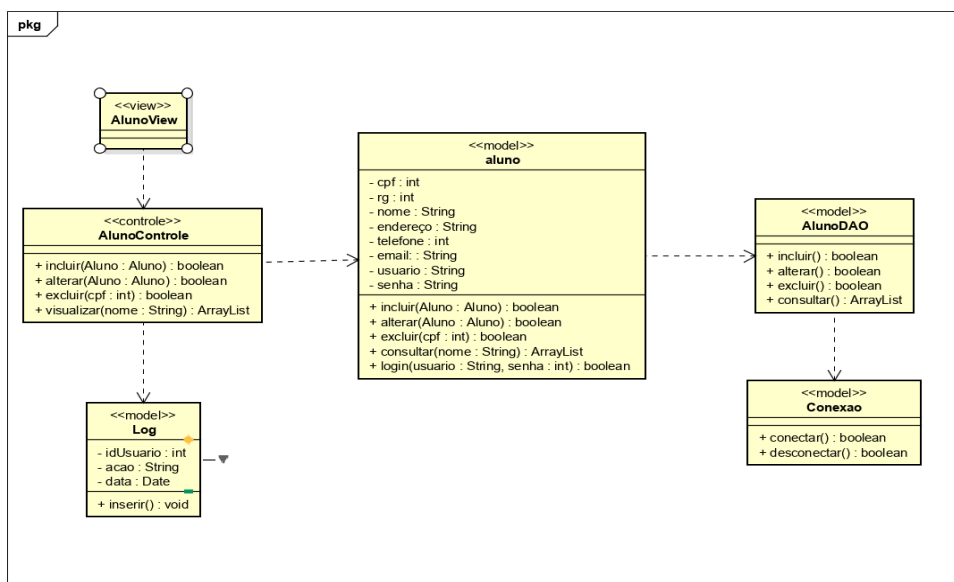 pkg
<<view>>
AlunoView
<<controle>>
AlunoControle
+ incluir(Aluno : Aluno) : boolean
+ alterar(Aluno : Aluno) : boolean
+ excluir(cpf : int) : boolean
+ visualizar(nome : String) : ArrayList
<<model>>
Log
- idUsuario : int
- acao : String
- data : Date
+ inserir() : void
<<model>>
aluno
- cpf : int
- rg : int
- nome : String
- endereço : String
- telefone : int
- email: : String
- usuario : String
- senha : String
+ incluir(Aluno : Aluno) : boolean
+ alterar(Aluno : Aluno) : boolean
+ excluir(cpf : int) : boolean
+ consultar(nome : String) : ArrayList
+ login(usuario : String, senha : int) : boolean
<<model>>
AlunoDAO
+ incluir() : boolean
+ alterer() : boolean
+ excluir() : boolean
+ consultar() : ArrayList
<<model>>
Conexao
+ conectar() : boolean
+ desconectar() : boolean